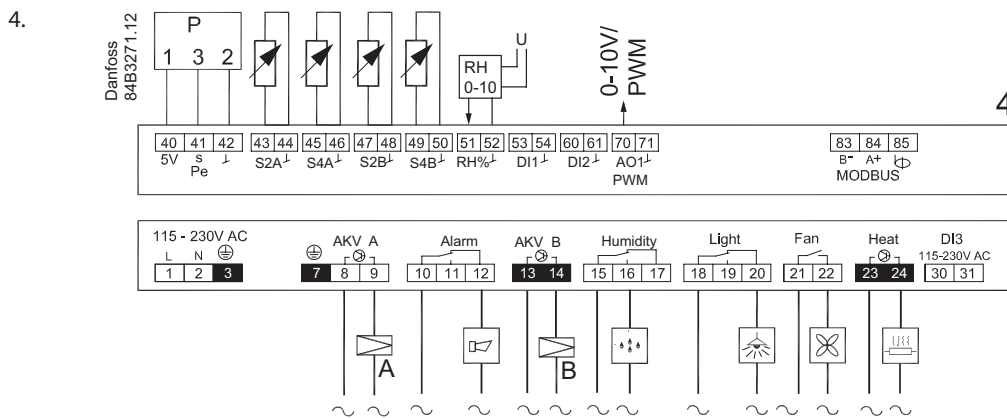 4.
Danfoss
84B3271.12
P
1 3 2
RH
0-10
U
0-10V/
PWM
4
40 41 42 43 44 45 46 47 48 49 50 51 52 53 54 60 61 70 71 83 84 85
5V s ⊥ S2A ⊥ S4A ⊥ S2B ⊥ S4B ⊥ RH% ⊥ DI1 ⊥ DI2 ⊥ AO1 ⊥ B- A+
Pe PWM MODBUS
115 - 230V AC AKV A Alarm AKV B Humidity Light Fan Heat DI3
L N 115-230V AC
1 2 3 7 8 9 10 11 12 13 14 15 16 17 18 19 20 21 22 23 24 30 31
A B